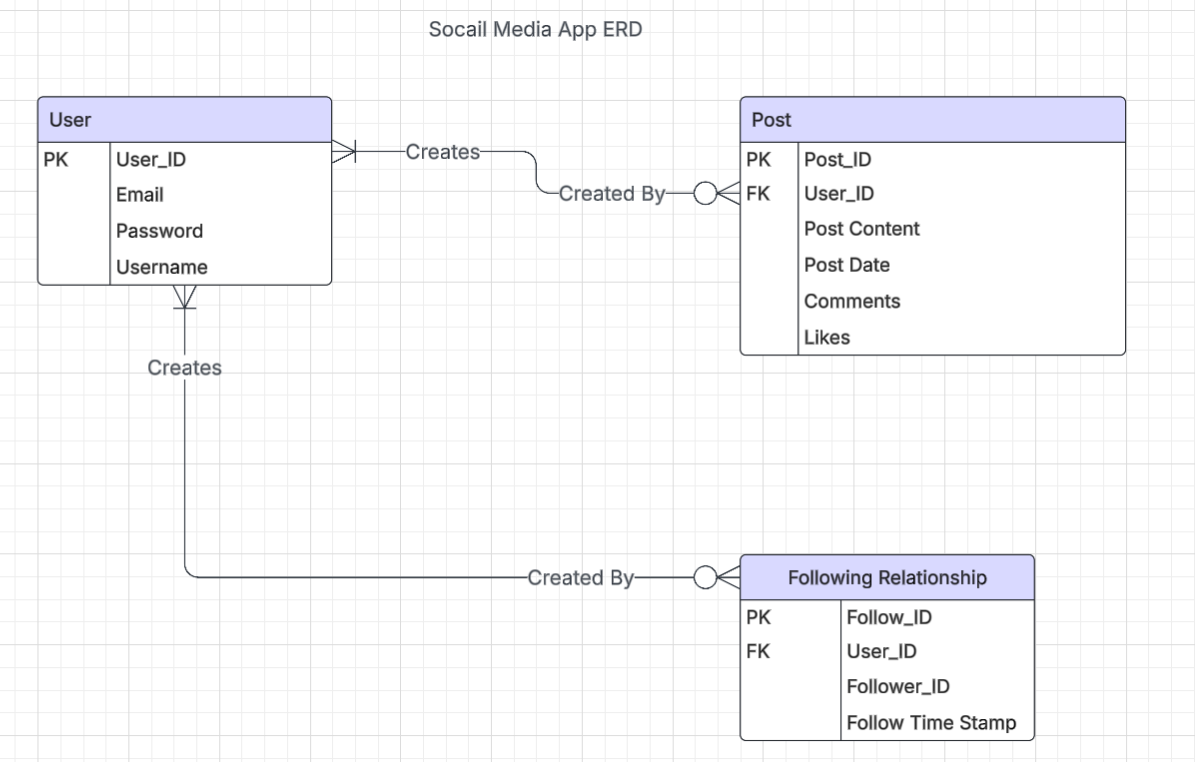 Socail Media App ERD
User
PK User_ID
Email
Password
Username
Creates
Created By
Post
PK Post_ID
FK User_ID
Post Content
Post Date
Comments
Likes
Creates
Created By
Following Relationship
PK Follow_ID
FK User_ID
Follower_ID
Follow Time Stamp